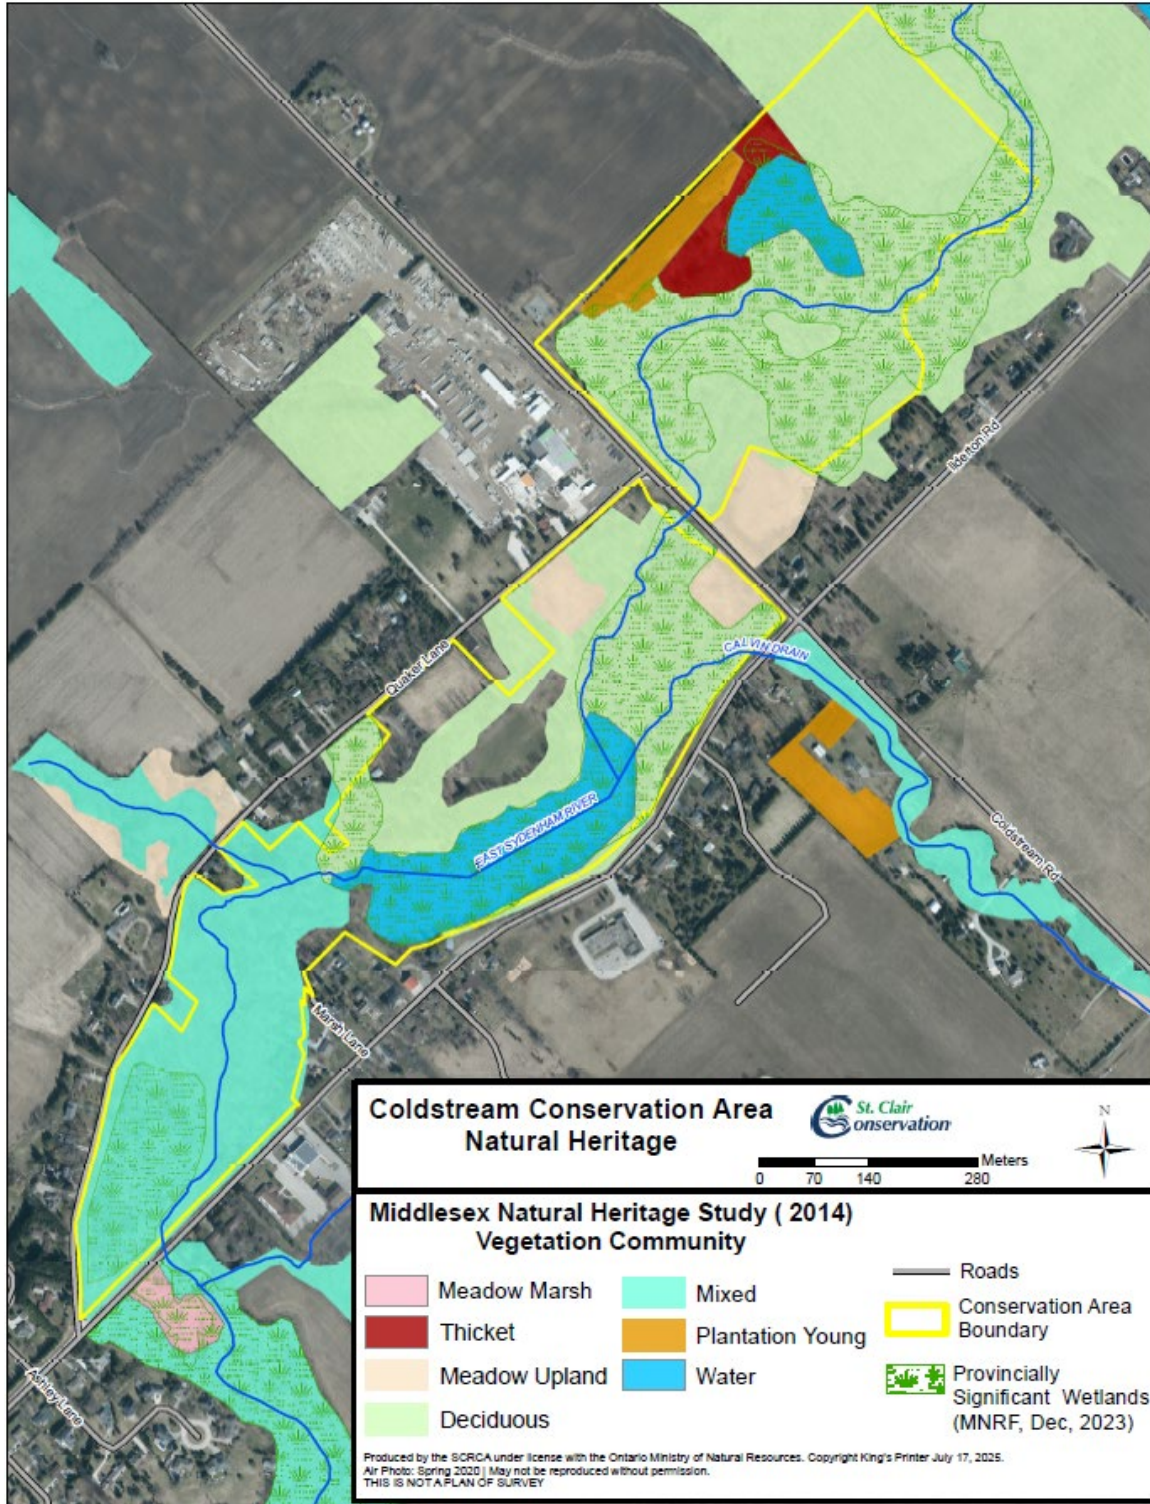 Ilderton Rd
CALVIN DRAIN
Quaker Lane
EAST SYDENHAM RIVER
Coldstream Rd
Marsh Lane
Ashley Lane
Coldstream Conservation Area
Natural Heritage
St. Clair
Conservation
N
Meters
0 70 140 280
Middlesex Natural Heritage Study ( 2014)
Vegetation Community
Meadow Marsh
Thicket
Meadow Upland
Deciduous
Mixed
Plantation Young
Water
Roads
Conservation Area
Boundary
Provincially
Significant Wetlands
(MNRF, Dec, 2023)
Produced by the SCRCA under license with the Ontario Ministry of Natural Resources. Copyright King's Printer July 17, 2025.
Air Photo: Spring 2020 | May not be reproduced without permission.
THIS IS NOT A PLAN OF SURVEY